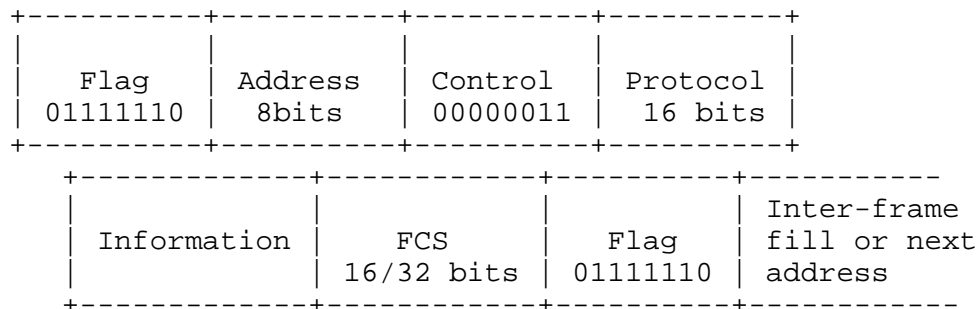 Flag Address Control Protocol
01111110 8bits 00000011 16 bits
Inter-frame
Information FCS Flag fill or next
16/32 bits 01111110 address